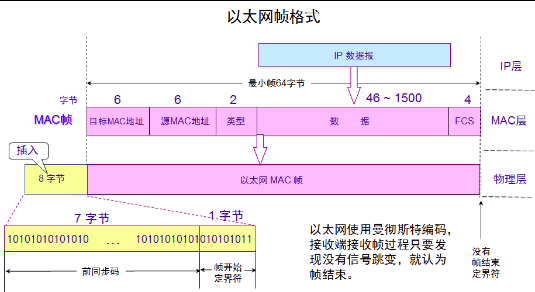 以太网帧格式
IP 数据报
IP层
最小帧64字节
字节 6 6 2 46 ~ 1500 4
MAC帧 目标MAC地址 源MAC地址 类型 数 据 FCS MAC层
插入
8 字节 以太网 MAC 帧 物理层
7 字节 1 字节
10101010101010 ... 10101010101010101011
前同步码 帧开始
定界符
以太网使用曼彻斯特编码,
接收端接收帧过程只要发
现没有信号跳变,就认为
帧结束。
没有
帧结束
定界符